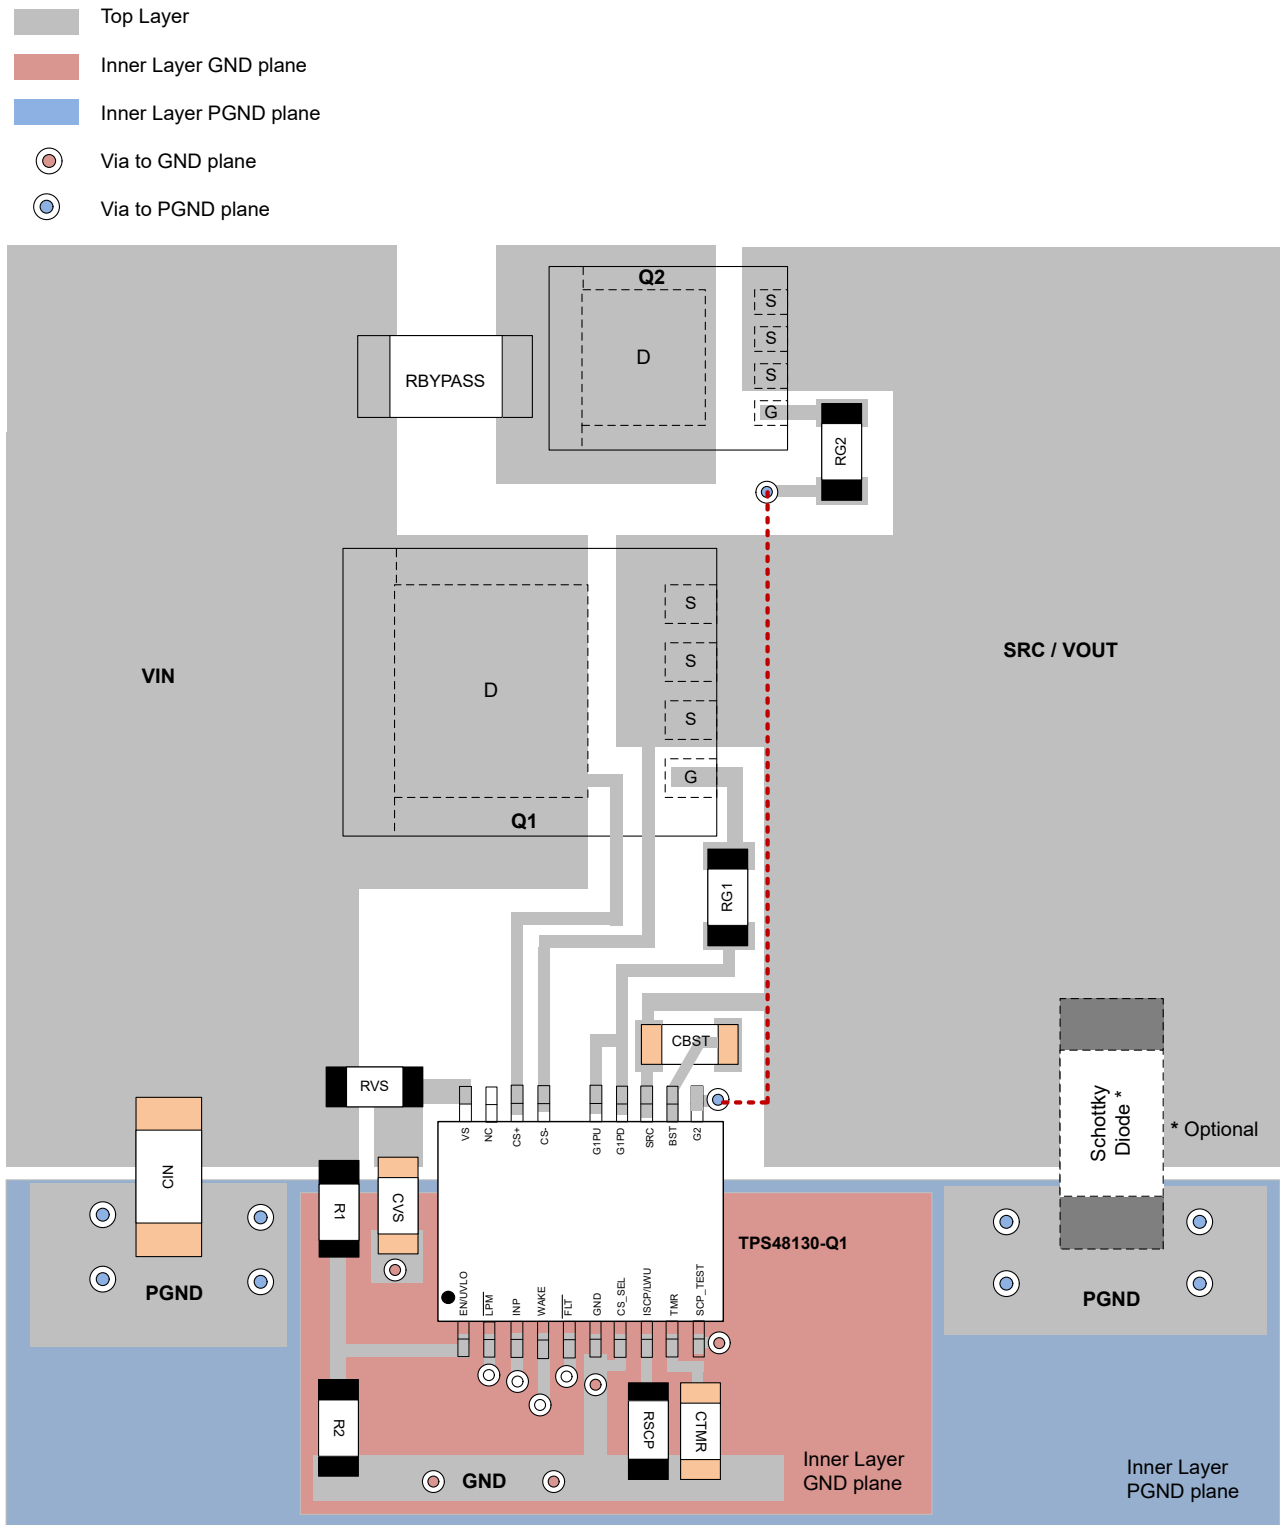 Top Layer
Inner Layer GND plane
Inner Layer PGND plane
Via to GND plane
Via to PGND plane
Q2
D
S
S
S
G
RBYPASS
RG2
VIN
D
S
S
S
G
Q1
SRC / VOUT
RG1
CBST
RVS
VS
NC
CS+
CS-
G1PU
G1PD
SRC
BST
G2
CIN
R1
CVS
TPS48130-Q1
Schottky
Diode *
* Optional
PGND
EN/UVLO
LPM
INP
WAKE
FLT
GND
CS_SEL
ISCP/LWU
TMR
SCP_TEST
PGND
R2
RSCP
CTMR
GND
Inner Layer
GND plane
Inner Layer
PGND plane